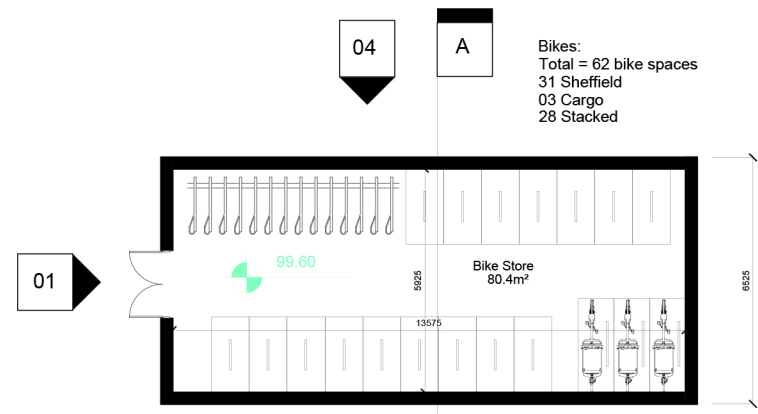 04
A
Bikes:
Total = 62 bike spaces
31 Sheffield
03 Cargo
28 Stacked
01
99.60
Bike Store
80.4m²
5925
13575
6525